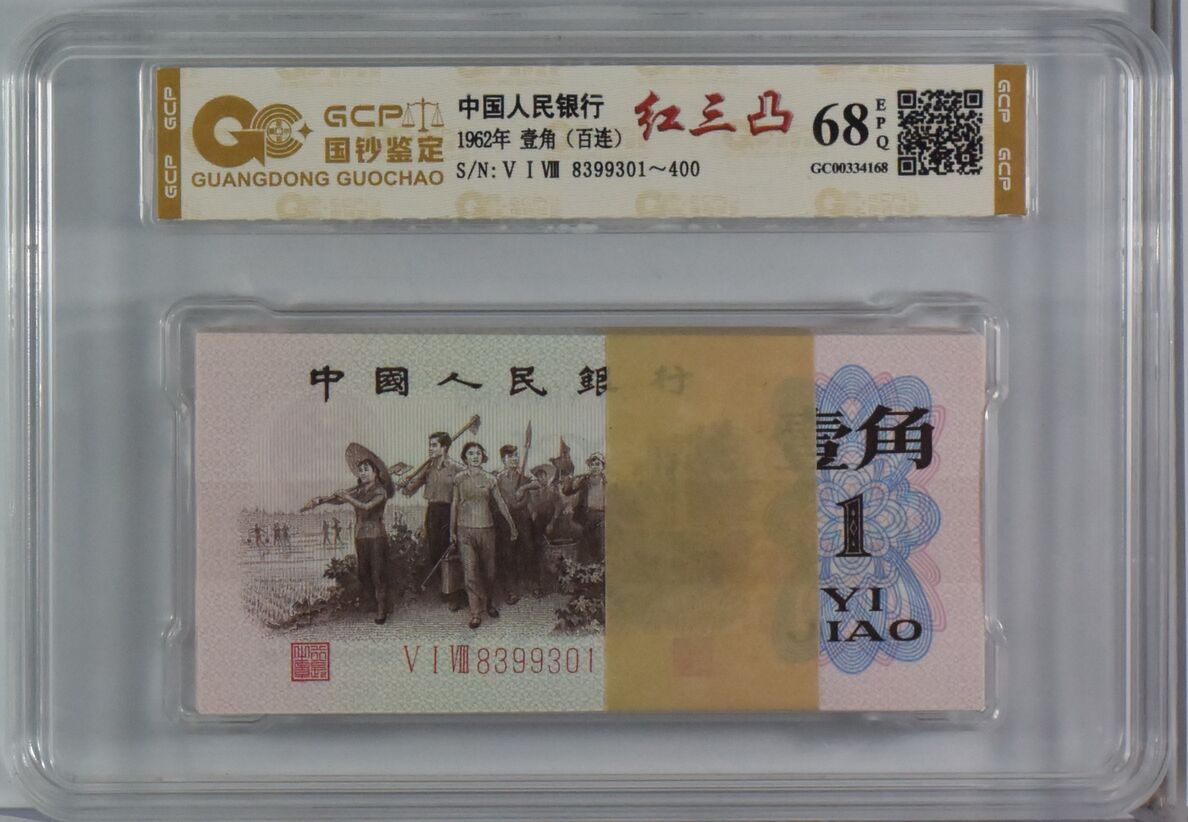 GCP
GCP
GCP
国钞鉴定
GUANGDONG GUOCHAO
中国人民银行
1962年 壹角（百连）
S/N: V I Ⅷ 8399301～400
红三凸
68
EPQ
GC00334168
GCP
GCP
中國人民銀行
壹角
1
YI
JIAO
V I Ⅷ 8399301